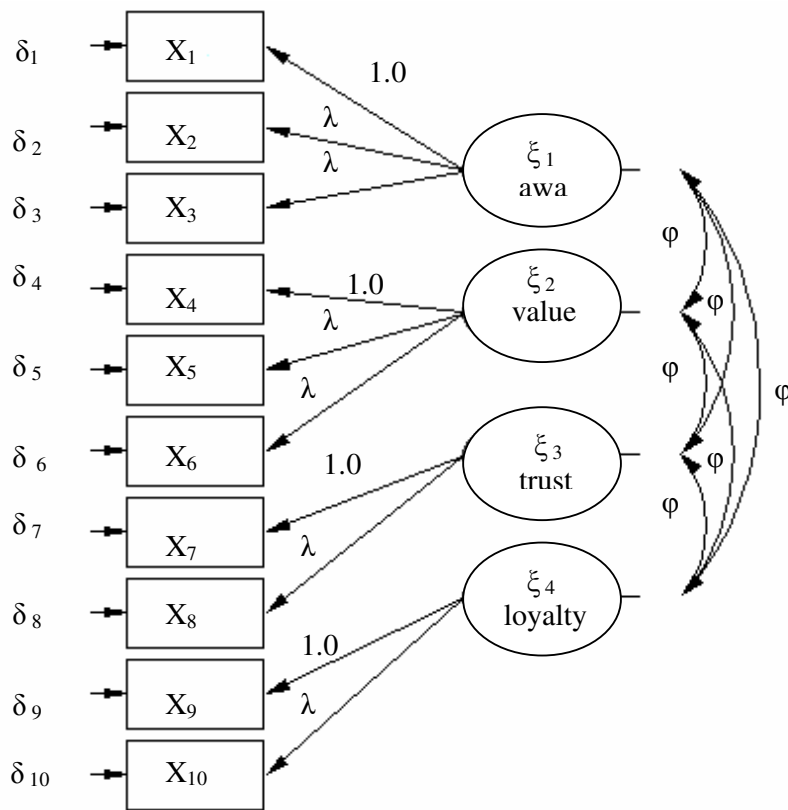 δ1 X1
1.0
δ2 X2 λ
λ
ξ1
awa
δ3 X3
φ
δ4 X4 1.0
ξ2
value
φ
λ
δ5 X5
φ
φ
λ
δ6 X6
1.0
ξ3
trust
φ
δ7 X7
φ
λ
δ8 X8
ξ4
loyalty
1.0
δ9 X9
λ
δ10 X10